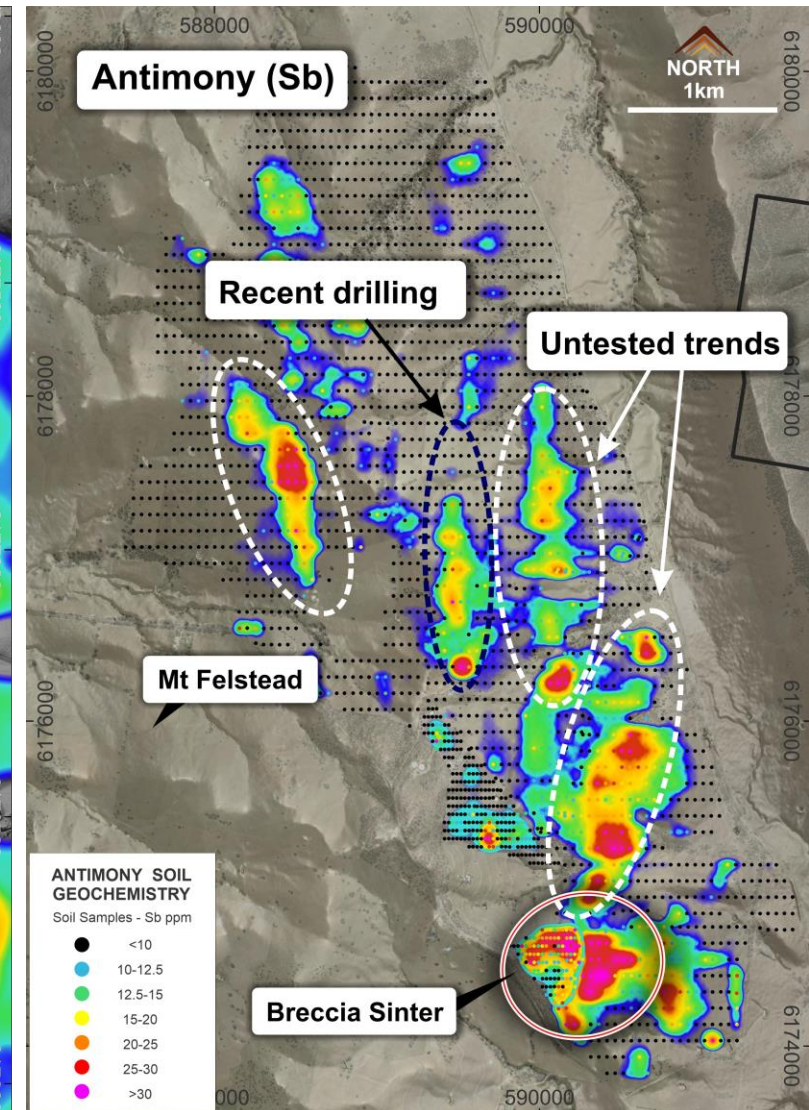 588000
590000
6180000
6180000
Antimony (Sb)
NORTH
1km
Recent drilling
Untested trends
6178000
6178000
Mt Felstead
6176000
6176000
ANTIMONY SOIL
GEOCHEMISTRY
Soil Samples - Sb ppm
<10
10-12.5
12.5-15
15-20
20-25
25-30
>30
Breccia Sinter
6174000
590000